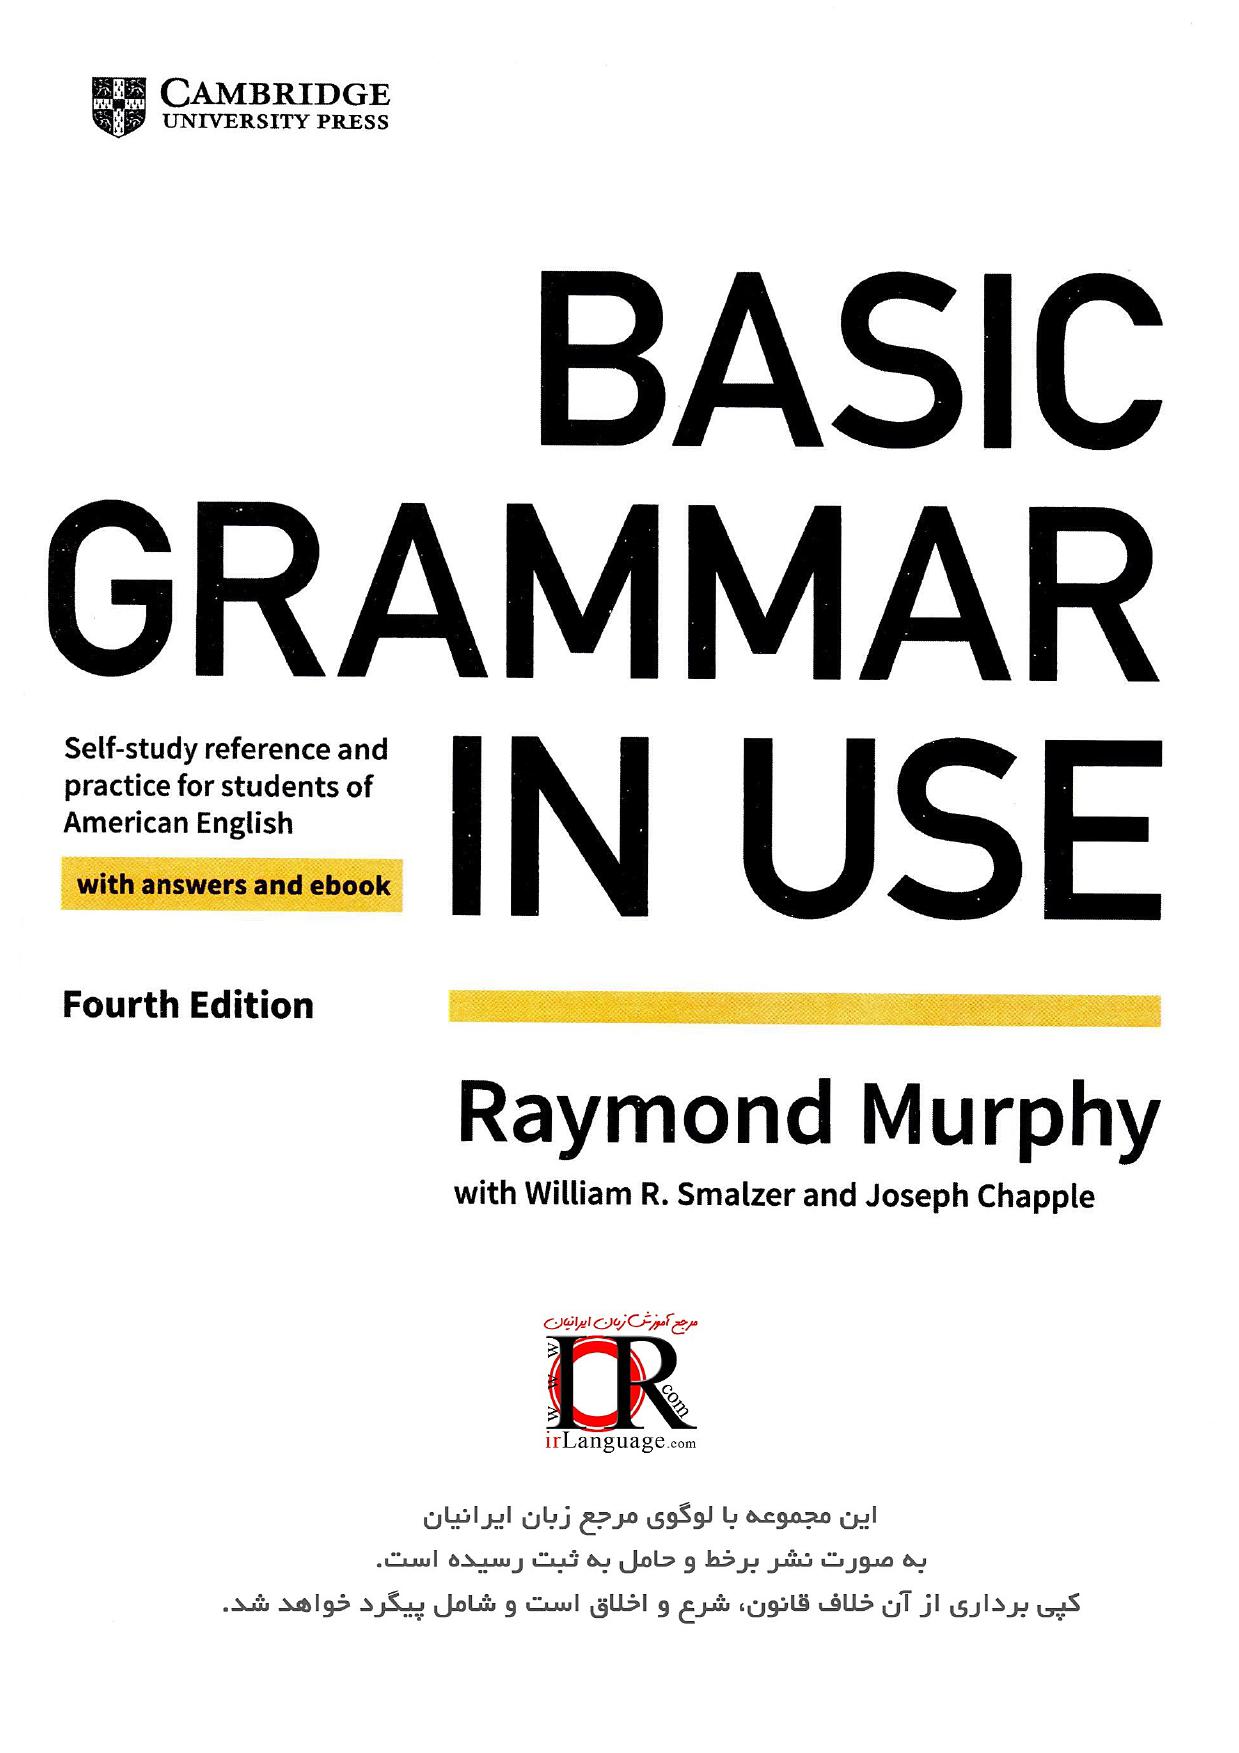 CAMBRIDGE
UNIVERSITY PRESS
BASIC
GRAMMAR
IN USE
Self-study reference and
practice for students of
American English
with answers and ebook
Fourth Edition
Raymond Murphy
with William R. Smalzer and Joseph Chapple
مرجع آموزش زبان ایرانیان
www
IR
.com
irLanguage.com
این مجموعه با لوگوی مرجع زبان ایرانیان
به صورت نشر برخط و حامل به ثبت رسیده است.
کپی برداری از آن خلاف قانون، شرع و اخلاق است و شامل پیگرد خواهد شد.